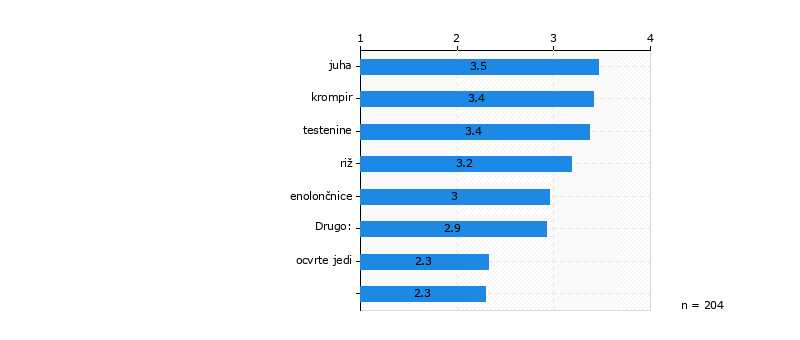 1 2 3 4
juha 3.5
krompir 3.4
testenine 3.4
riž 3.2
enolončnice 3
Drugo: 2.9
ocvrte jedi 2.3
2.3
n = 204